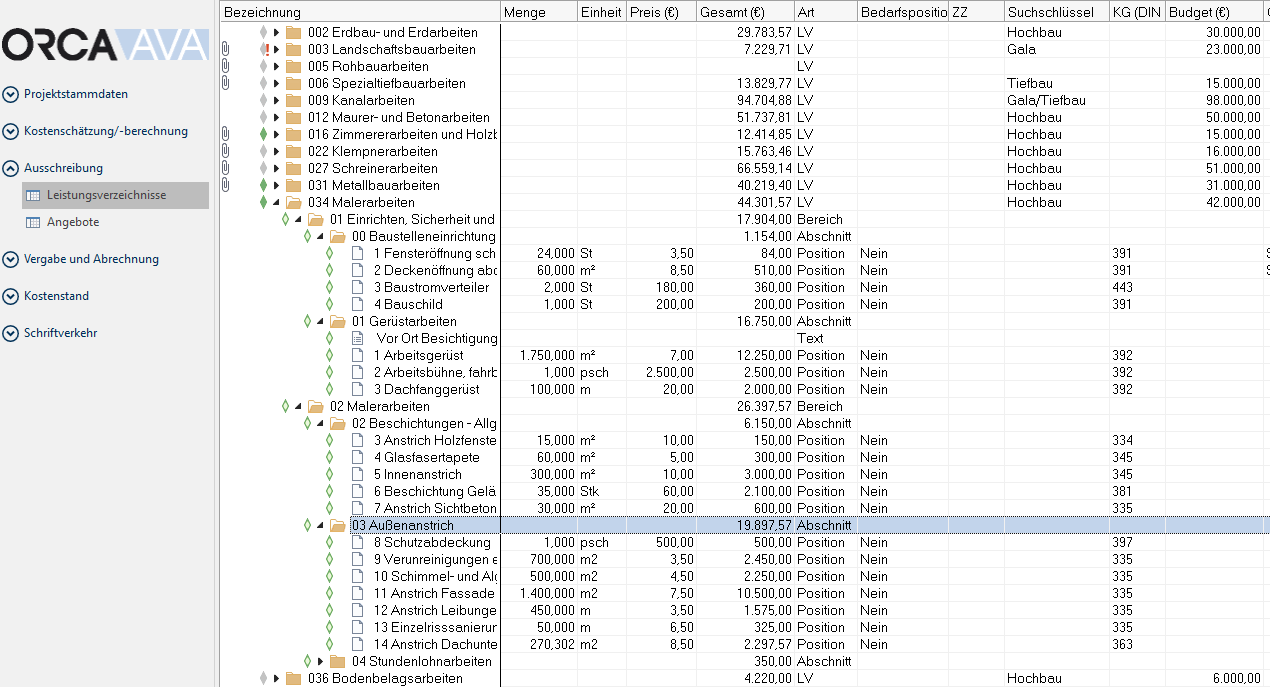 ORCA AVA
Projektstammdaten
Kostenschätzung/-berechnung
Ausschreibung
Leistungsverzeichnisse
Angebote
Vergabe und Abrechnung
Kostenstand
Schriftverkehr
Bezeichnung Menge Einheit Preis (€) Gesamt (€) Art Bedarfspositio ZZ Suchschlüssel KG (DIN Budget (€)
002 Erdbau- und Erdarbeiten 29.783,57 LV Hochbau 30.000,00
003 Landschaftsbauarbeiten 7.229,71 LV Gala 23.000,00
005 Rohbauarbeiten LV
006 Spezialtiefbauarbeiten 13.829,77 LV Tiefbau 15.000,00
009 Kanalarbeiten 94.704,88 LV Gala/Tiefbau 98.000,00
012 Maurer- und Betonarbeiten 51.737,81 LV Hochbau 50.000,00
016 Zimmererarbeiten und Holzb 12.414,85 LV Hochbau 15.000,00
022 Klempnerarbeiten 15.763,46 LV Hochbau 16.000,00
027 Schreinerarbeiten 66.559,14 LV Hochbau 51.000,00
031 Metallbauarbeiten 40.219,40 LV Hochbau 31.000,00
034 Malerarbeiten 44.301,57 LV Hochbau 42.000,00
01 Einrichten, Sicherheit und 17.904,00 Bereich
00 Baustelleneinrichtung 1.154,00 Abschnitt
1 Fensteröffnung sch 24,000 St 3,50 84,00 Position Nein 391
2 Deckenöffnung abd 60,000 m² 8,50 510,00 Position Nein 391
3 Baustromverteiler 2,000 St 180,00 360,00 Position Nein 443
4 Bauschild 1,000 St 200,00 200,00 Position Nein 391
01 Gerüstarbeiten 16.750,00 Abschnitt
Vor Ort Besichtigung Text
1 Arbeitsgerüst 1.750,000 m² 7,00 12.250,00 Position Nein 392
2 Arbeitsbühne, fahrb 1,000 psch 2.500,00 2.500,00 Position Nein 392
3 Dachfanggerüst 100,000 m 20,00 2.000,00 Position Nein 392
02 Malerarbeiten 26.397,57 Bereich
02 Beschichtungen - Allg 6.150,00 Abschnitt
3 Anstrich Holzfenste 15,000 m² 10,00 150,00 Position Nein 334
4 Glasfasertapete 60,000 m² 5,00 300,00 Position Nein 345
5 Innenanstrich 300,000 m² 10,00 3.000,00 Position Nein 345
6 Beschichtung Gelä 35,000 Stk 60,00 2.100,00 Position Nein 381
7 Anstrich Sichtbeton 30,000 m² 20,00 600,00 Position Nein 335
03 Außenanstrich 19.897,57 Abschnitt
8 Schutzabdeckung 1,000 psch 500,00 500,00 Position Nein 397
9 Verunreinigungen e 700,000 m2 3,50 2.450,00 Position Nein 335
10 Schimmel- und Alg 500,000 m2 4,50 2.250,00 Position Nein 335
11 Anstrich Fassade 1.400,000 m2 7,50 10.500,00 Position Nein 335
12 Anstrich Leibunge 450,000 m 3,50 1.575,00 Position Nein 335
13 Einzelrisssanierun 50,000 m 6,50 325,00 Position Nein 335
14 Anstrich Dachunte 270,302 m2 8,50 2.297,57 Position Nein 363
04 Stundenlohnarbeiten 350,00 Abschnitt
036 Bodenbelagsarbeiten 4.220,00 LV Hochbau 6.000,00